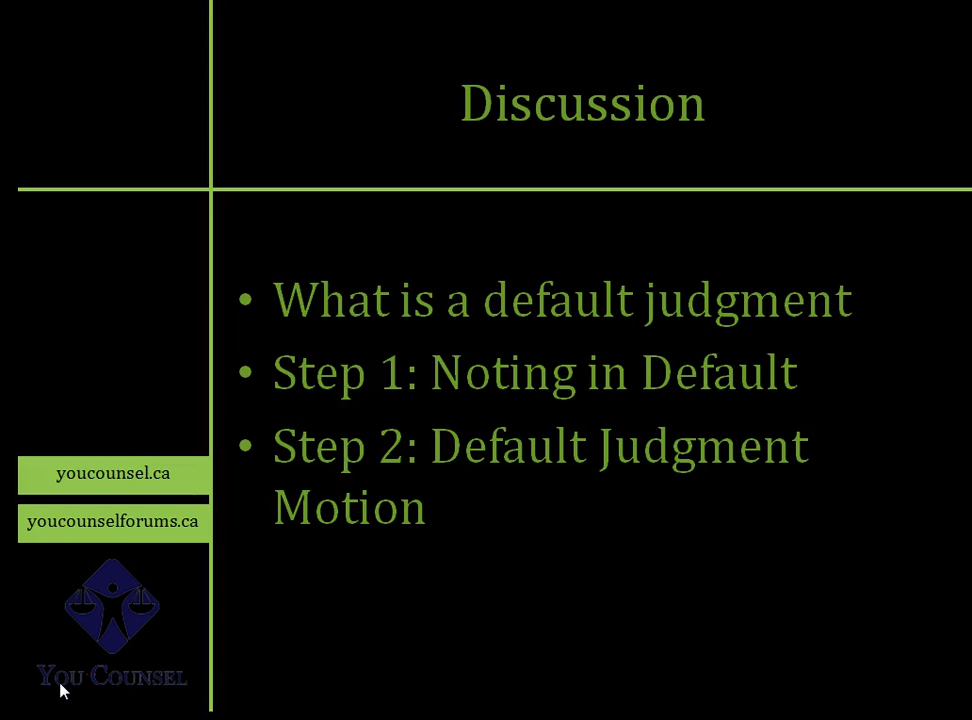 Discussion
• What is a default judgment
• Step 1: Noting in Default
• Step 2: Default Judgment
Motion
youcounsel.ca
youcounselforums.ca
You Counsel